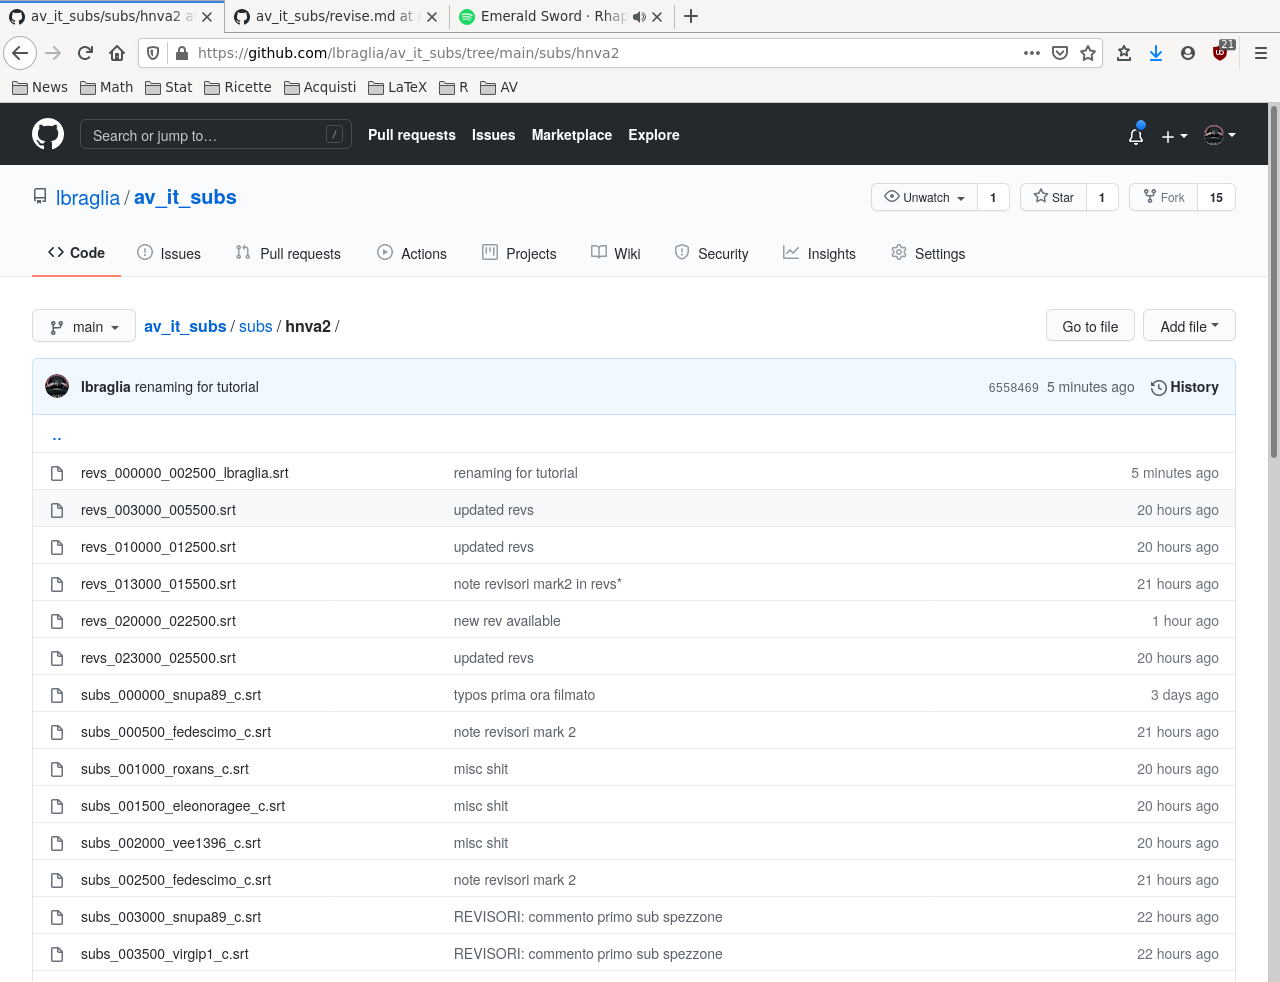 av_it_subs/subs/hnva2 a
av_it_subs/revise.md at
Emerald Sword · Rhap
https://github.com/lbraglia/av_it_subs/tree/main/subs/hnva2
21
News Math Stat Ricette Acquisti LaTeX R AV
Search or jump to… /
Pull requests Issues Marketplace Explore
lbraglia / av_it_subs
Unwatch 1 Star 1 Fork 15
Code Issues Pull requests Actions Projects Wiki Security Insights Settings
main av_it_subs / subs / hnva2 / Go to file Add file
lbraglia renaming for tutorial 6558469 5 minutes ago History
..
revs_000000_002500_lbraglia.srt renaming for tutorial 5 minutes ago
revs_003000_005500.srt updated revs 20 hours ago
revs_010000_012500.srt updated revs 20 hours ago
revs_013000_015500.srt note revisori mark2 in revs* 21 hours ago
revs_020000_022500.srt new rev available 1 hour ago
revs_023000_025500.srt updated revs 20 hours ago
subs_000000_snupa89_c.srt typos prima ora filmato 3 days ago
subs_000500_fedescimo_c.srt note revisori mark 2 21 hours ago
subs_001000_roxans_c.srt misc shit 20 hours ago
subs_001500_eleonoragee_c.srt misc shit 20 hours ago
subs_002000_vee1396_c.srt misc shit 20 hours ago
subs_002500_fedescimo_c.srt note revisori mark 2 21 hours ago
subs_003000_snupa89_c.srt REVISORI: commento primo sub spezzone 22 hours ago
subs_003500_virgip1_c.srt REVISORI: commento primo sub spezzone 22 hours ago